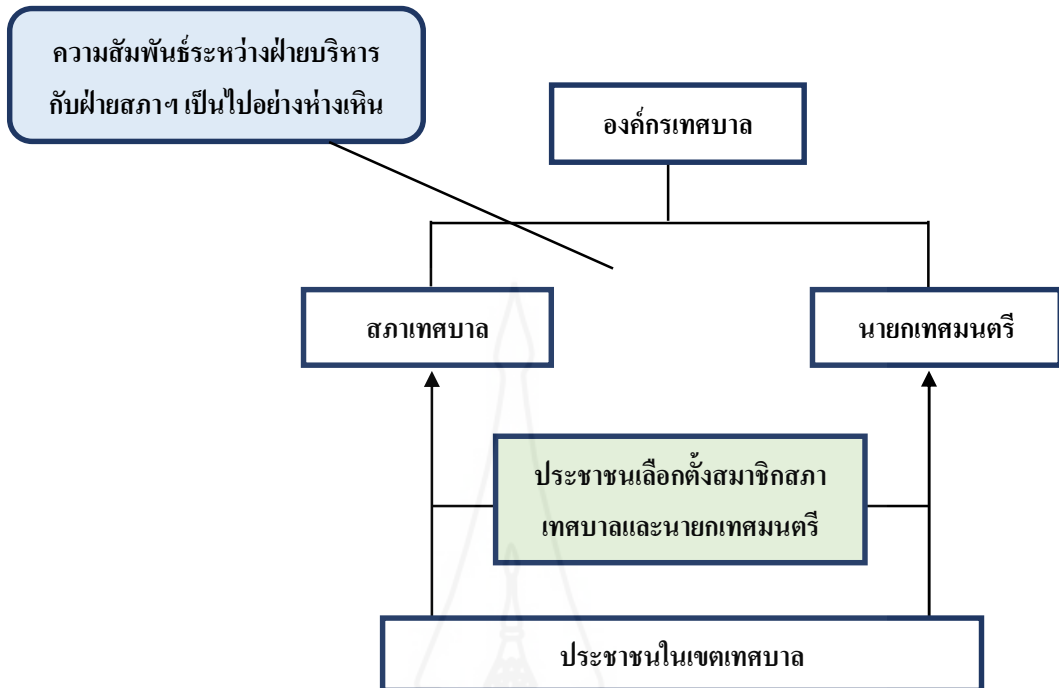 ความสัมพันธ์ระหว่างฝ่ายบริหาร
กับฝ่ายสภาฯ เป็นไปอย่างห่างเหิน
องค์กรเทศบาล
สภาเทศบาล
นายกเทศมนตรี
ประชาชนเลือกตั้งสมาชิกสภา
เทศบาลและนายกเทศมนตรี
ประชาชนในเขตเทศบาล